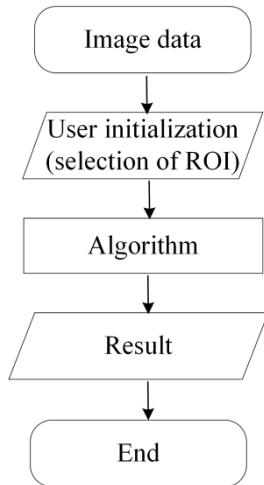 Image data
User initialization
(selection of ROI)
Algorithm
Result
End